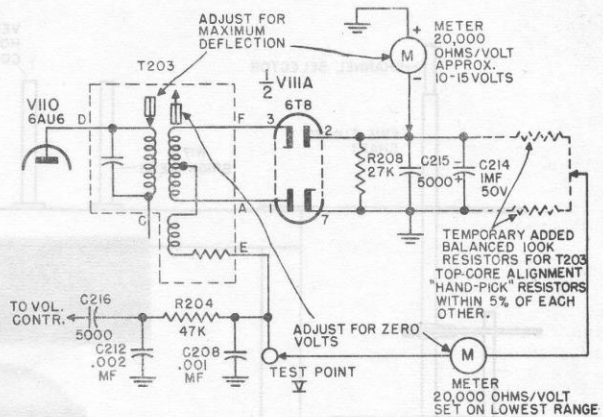 ADJUST FOR
MAXIMUM
DEFLECTION
METER
20,000
OHMS/VOLT
APPROX.
10-15 VOLTS
+
M
-
T203
V110
6AU6
D
1/2 V111A
6T8
F
3
2
A
1
7
C
E
R208
27K
C215
5000
-
+
C214
1MF
50V
TEMPORARY ADDED
BALANCED 100K
RESISTORS FOR T203
TOP-CORE ALIGNMENT
"HAND-PICK" RESISTORS
WITHIN 5% OF EACH
OTHER.
TO VOL.
CONTR.
C216
5000
R204
47K
C212
.002
MF
C208
.001
MF
ADJUST FOR ZERO
VOLTS
TEST POINT
V
M
METER
20,000 OHMS/VOLT
SET ON LOWEST RANGE